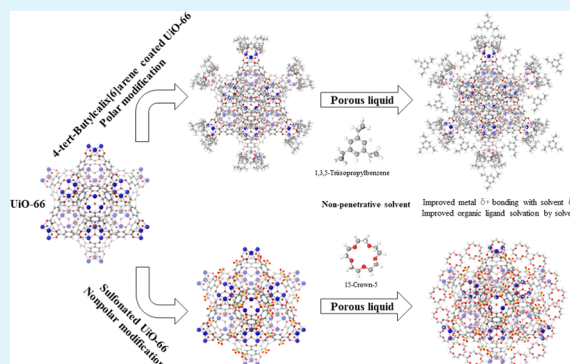 4-tert-Butylcalix[6]arene coated UiO-66
Polar modification
Porous liquid
1,3,5-Triisopropylbenzene
UiO-66
Non-penetrative solvent
Improved metal δ+ bonding with solvent δ
Improved organic ligand solvation by solve
15-Crown-5
Sulfonated UiO-66
Nonpolar modification
Porous liquid